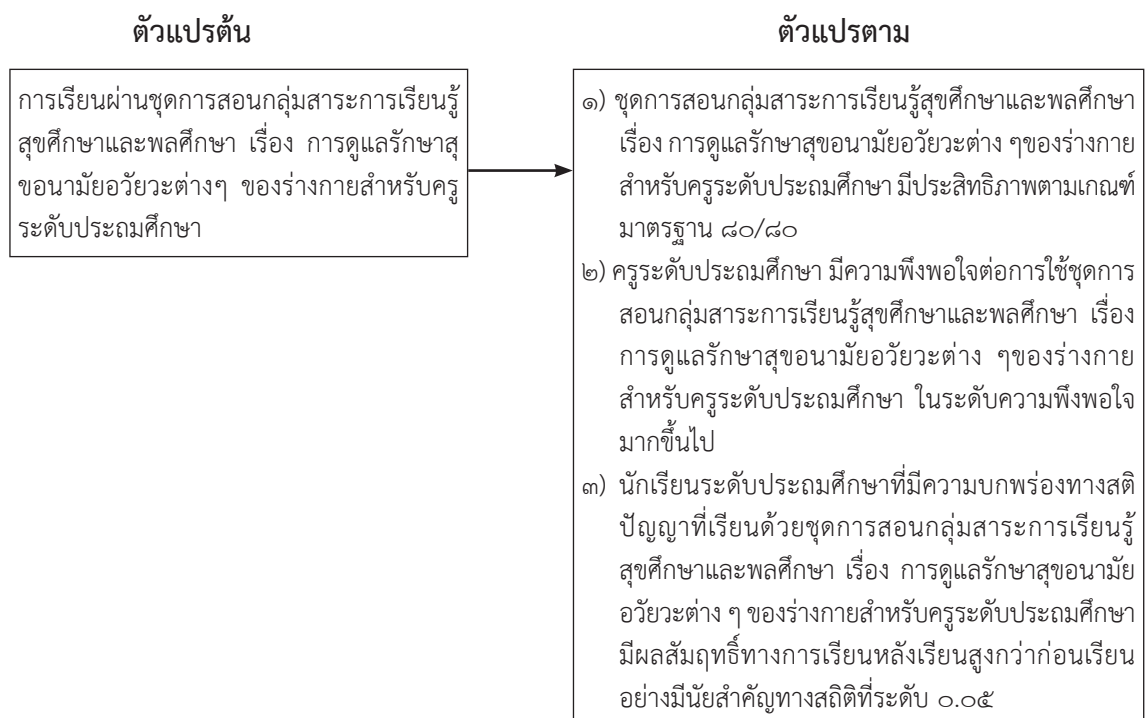 ตัวแปรต้น
ตัวแปรตาม
การเรียนผ่านชุดการสอนกลุ่มสาระการเรียนรู้
สุขศึกษาและพลศึกษา เรื่อง การดูแลรักษาสุ
ขอนามัยอวัยวะต่างๆ ของร่างกายสำหรับครู
ระดับประถมศึกษา
๑) ชุดการสอนกลุ่มสาระการเรียนรู้สุขศึกษาและพลศึกษา
เรื่อง การดูแลรักษาสุขอนามัยอวัยวะต่าง ๆของร่างกาย
สำหรับครูระดับประถมศึกษา มีประสิทธิภาพตามเกณฑ์
มาตรฐาน ๘๐/๘๐
๒) ครูระดับประถมศึกษา มีความพึงพอใจต่อการใช้ชุดการ
สอนกลุ่มสาระการเรียนรู้สุขศึกษาและพลศึกษา เรื่อง
การดูแลรักษาสุขอนามัยอวัยวะต่าง ๆของร่างกาย
สำหรับครูระดับประถมศึกษา ในระดับความพึงพอใจ
มากขึ้นไป
๓) นักเรียนระดับประถมศึกษาที่มีความบกพร่องทางสติ
ปัญญาที่เรียนด้วยชุดการสอนกลุ่มสาระการเรียนรู้
สุขศึกษาและพลศึกษา เรื่อง การดูแลรักษาสุขอนามัย
อวัยวะต่าง ๆ ของร่างกายสำหรับครูระดับประถมศึกษา
มีผลสัมฤทธิ์ทางการเรียนหลังเรียนสูงกว่าก่อนเรียน
อย่างมีนัยสำคัญทางสถิติที่ระดับ ๐.๐๕